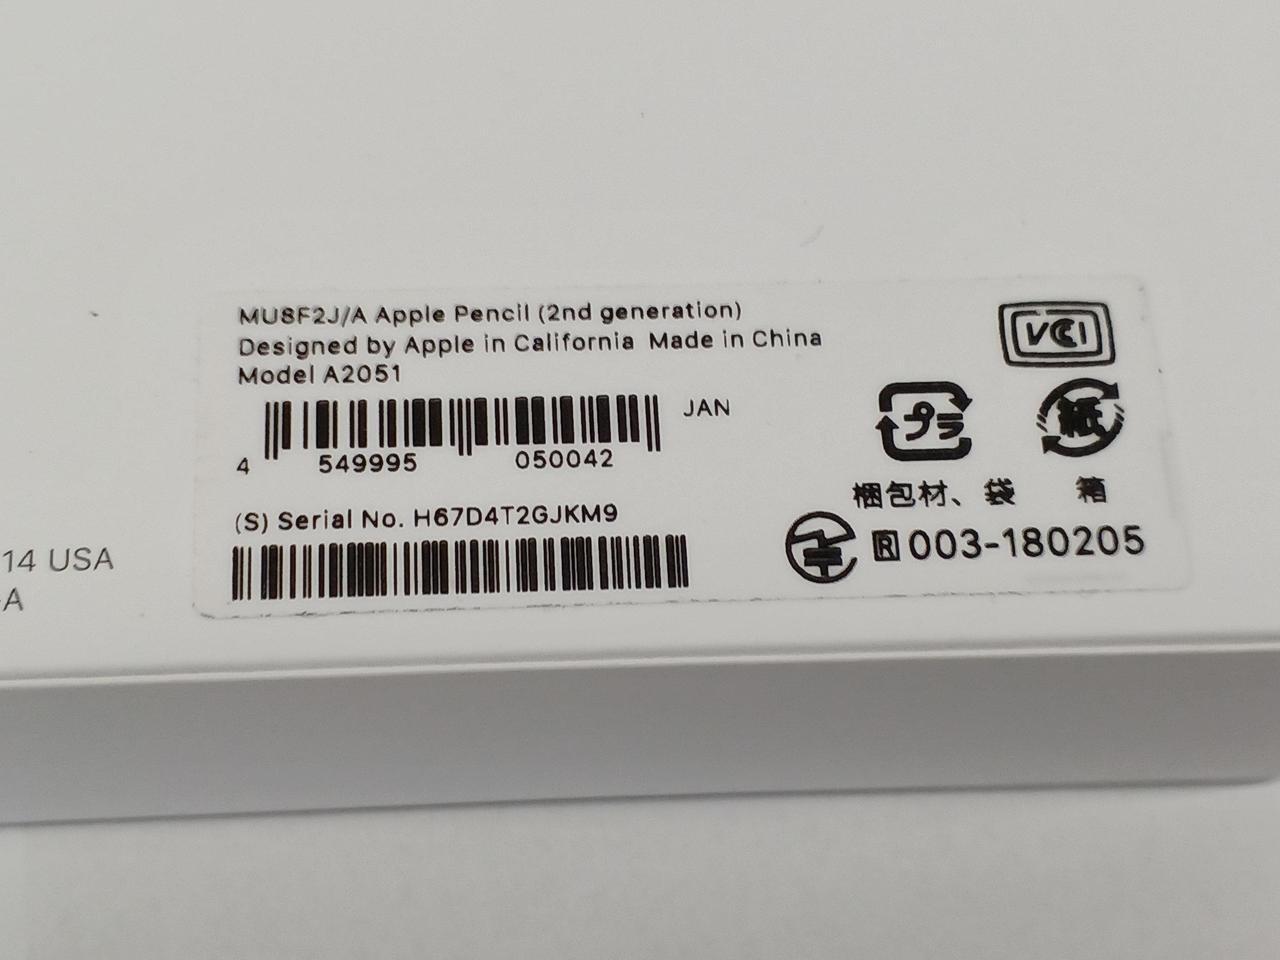 MU8F2J/A Apple Pencil (2nd generation)
Designed by Apple in California Made in China
Model A2051
JAN
4 549995 050042
(S) Serial No. H67D4T2GJKM9
VCI
プラ
紙
梱包材、袋
箱
R 003-180205
14 USA
A